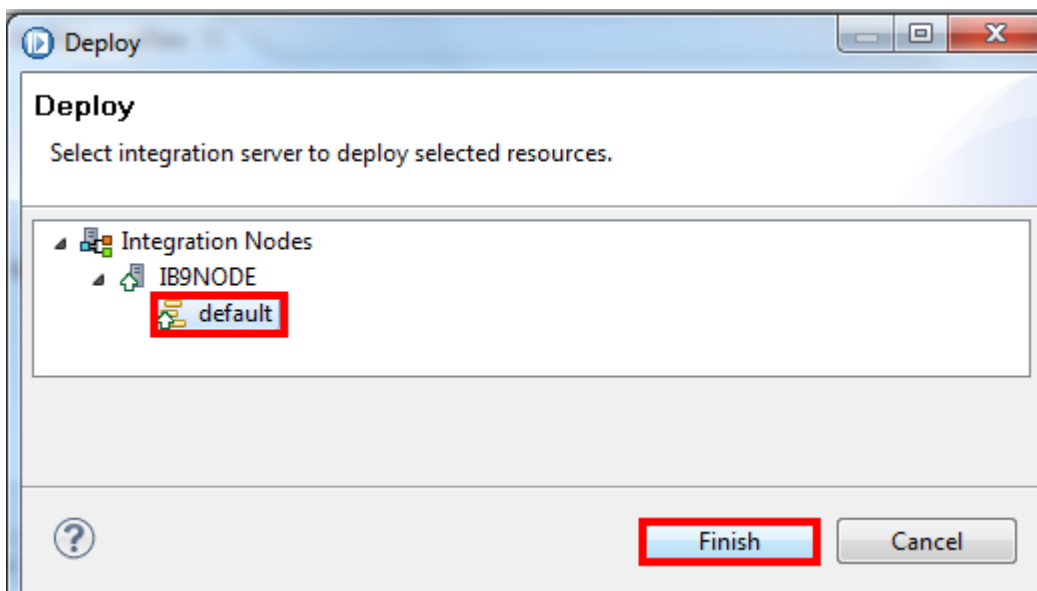 Deploy
Deploy
Select integration server to deploy selected resources.
Integration Nodes
IB9NODE
default
?
Finish Cancel